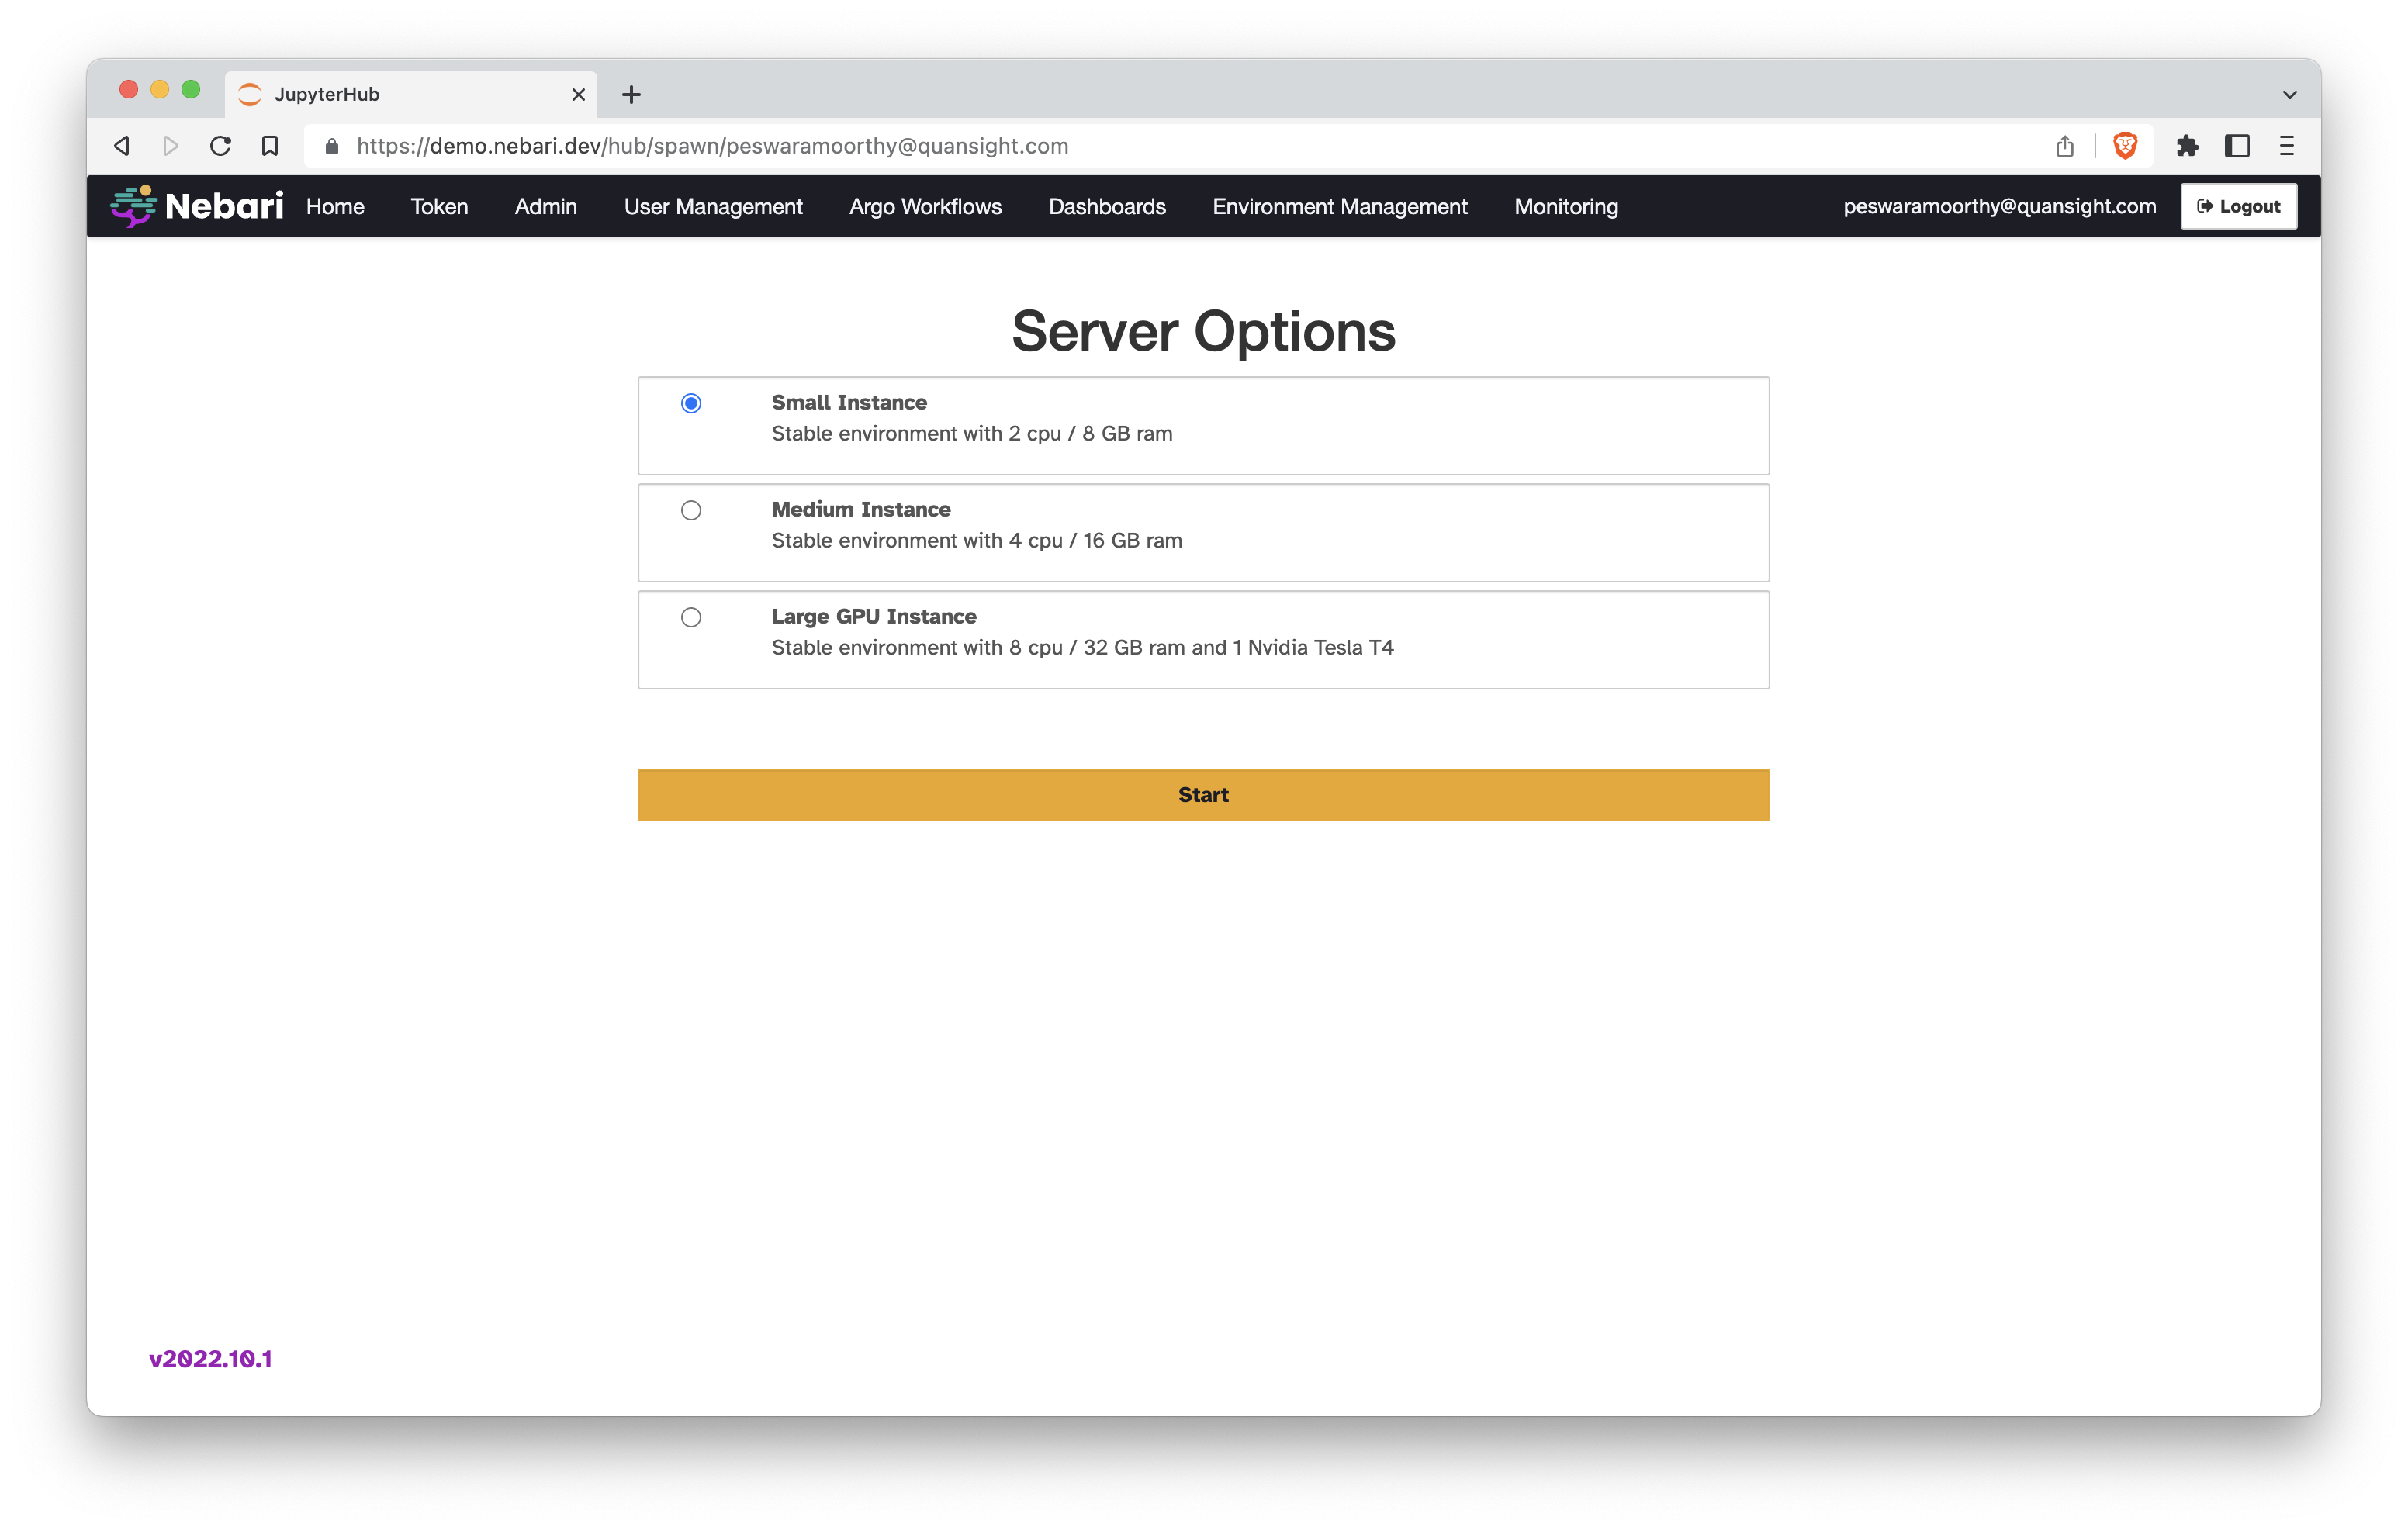 JupyterHub
https://demo.nebari.dev/hub/spawn/peswaramoorthy@quansight.com
Nebari Home Token Admin User Management Argo Workflows Dashboards Environment Management Monitoring peswaramoorthy@quansight.com Logout
Server Options
Small Instance
Stable environment with 2 cpu / 8 GB ram
Medium Instance
Stable environment with 4 cpu / 16 GB ram
Large GPU Instance
Stable environment with 8 cpu / 32 GB ram and 1 Nvidia Tesla T4
Start
v2022.10.1